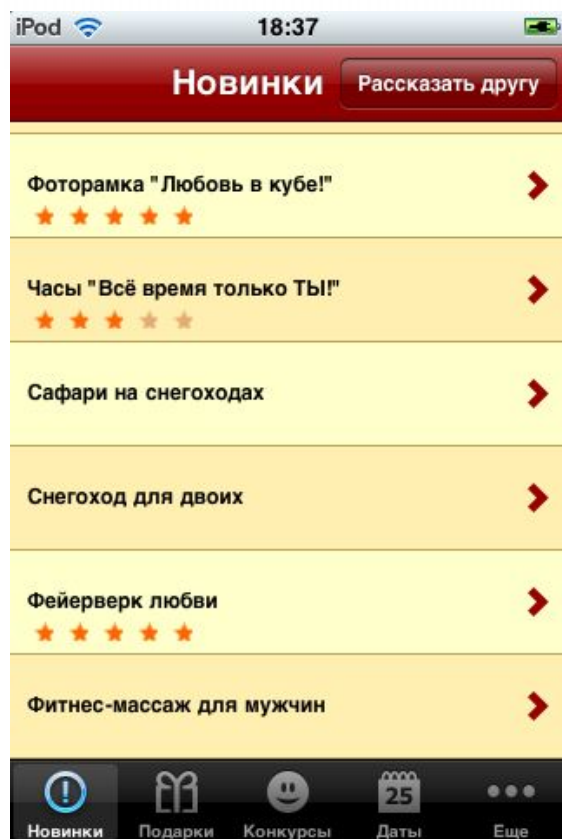 iPod 18:37
Новинки Рассказать другу
Фоторамка "Любовь в кубе!"
Часы "Всё время только ТЫ!"
Сафари на снегоходах
Снегоход для двоих
Фейерверк любви
Фитнес-массаж для мужчин
25
Новинки Подарки Конкурсы Даты Еще